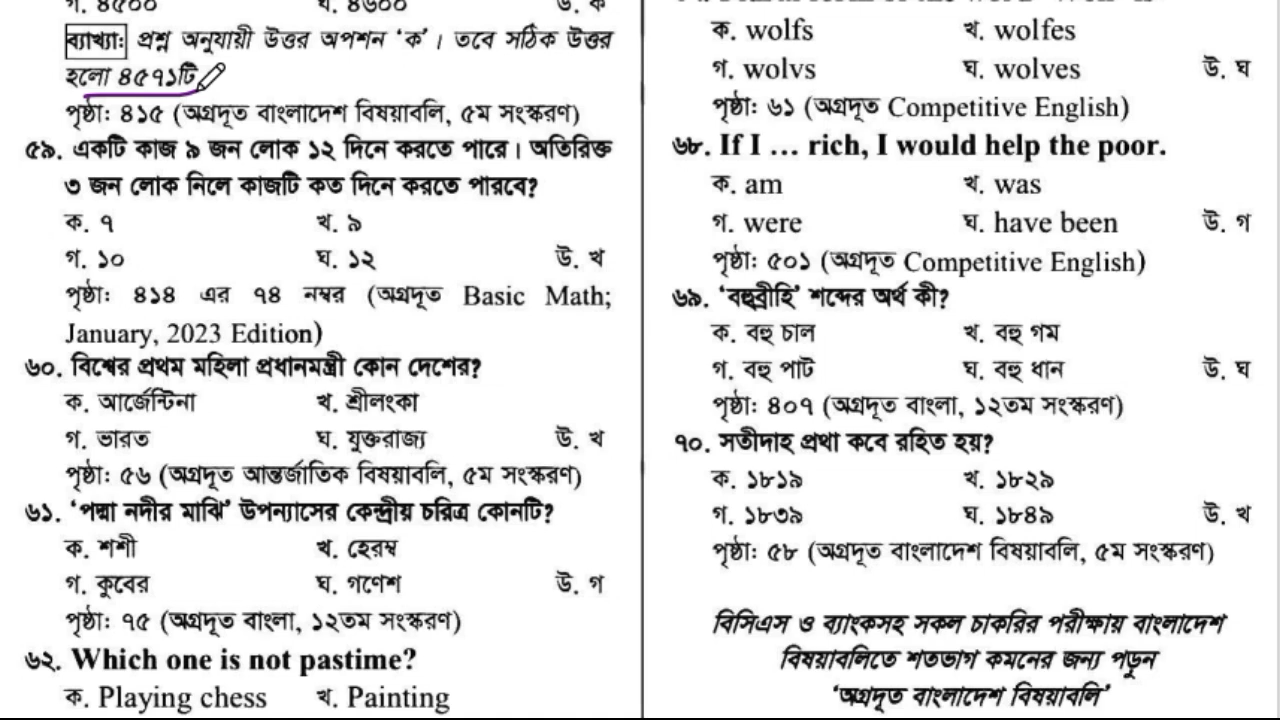 গ. ৪৫০০ ঘ. ৪৬০০ উ. ক
ব্যাখ্যা: প্রশ্ন অনুযায়ী উত্তর অপশন ‘ক’। তবে সঠিক উত্তর
হলো ৪৫৭১টি
পৃষ্ঠা: ৪১৫ (অগ্রদূত বাংলাদেশ বিষয়াবলি, ৫ম সংস্করণ)
৫৯. একটি কাজ ৯ জন লোক ১২ দিনে করতে পারে। অতিরিক্ত
৩ জন লোক নিলে কাজটি কত দিনে করতে পারবে?
ক. ৭ খ. ৯
গ. ১০ ঘ. ১২ উ. খ
পৃষ্ঠা: ৪১৪ এর ৭৪ নম্বর (অগ্রদূত Basic Math;
January, 2023 Edition)
৬০. বিশ্বের প্রথম মহিলা প্রধানমন্ত্রী কোন দেশের?
ক. আর্জেন্টিনা খ. শ্রীলংকা
গ. ভারত ঘ. যুক্তরাজ্য উ. খ
পৃষ্ঠা: ৫৬ (অগ্রদূত আন্তর্জাতিক বিষয়াবলি, ৫ম সংস্করণ)
৬১. ‘পদ্মা নদীর মাঝি’ উপন্যাসের কেন্দ্রীয় চরিত্র কোনটি?
ক. শশী খ. হেরম্ব
গ. কুবের ঘ. গণেশ উ. গ
পৃষ্ঠা: ৭৫ (অগ্রদূত বাংলা, ১২তম সংস্করণ)
৬২. Which one is not pastime?
ক. Playing chess খ. Painting
ক. wolfs খ. wolfes
গ. wolvs ঘ. wolves উ. ঘ
পৃষ্ঠা: ৬১ (অগ্রদূত Competitive English)
৬৮. If I ... rich, I would help the poor.
ক. am খ. was
গ. were ঘ. have been উ. গ
পৃষ্ঠা: ৫০১ (অগ্রদূত Competitive English)
৬৯. ‘বহুব্রীহি’ শব্দের অর্থ কী?
ক. বহু চাল খ. বহু গম
গ. বহু পাট ঘ. বহু ধান উ. ঘ
পৃষ্ঠা: ৪০৭ (অগ্রদূত বাংলা, ১২তম সংস্করণ)
৭০. সতীদাহ প্রথা কবে রহিত হয়?
ক. ১৮১৯ খ. ১৮২৯
গ. ১৮৩৯ ঘ. ১৮৪৯ উ. খ
পৃষ্ঠা: ৫৮ (অগ্রদূত বাংলাদেশ বিষয়াবলি, ৫ম সংস্করণ)
বিসিএস ও ব্যাংকসহ সকল চাকরির পরীক্ষায় বাংলাদেশ
বিষয়াবলিতে শতভাগ কমনের জন্য পড়ুন
‘অগ্রদূত বাংলাদেশ বিষয়াবলি’